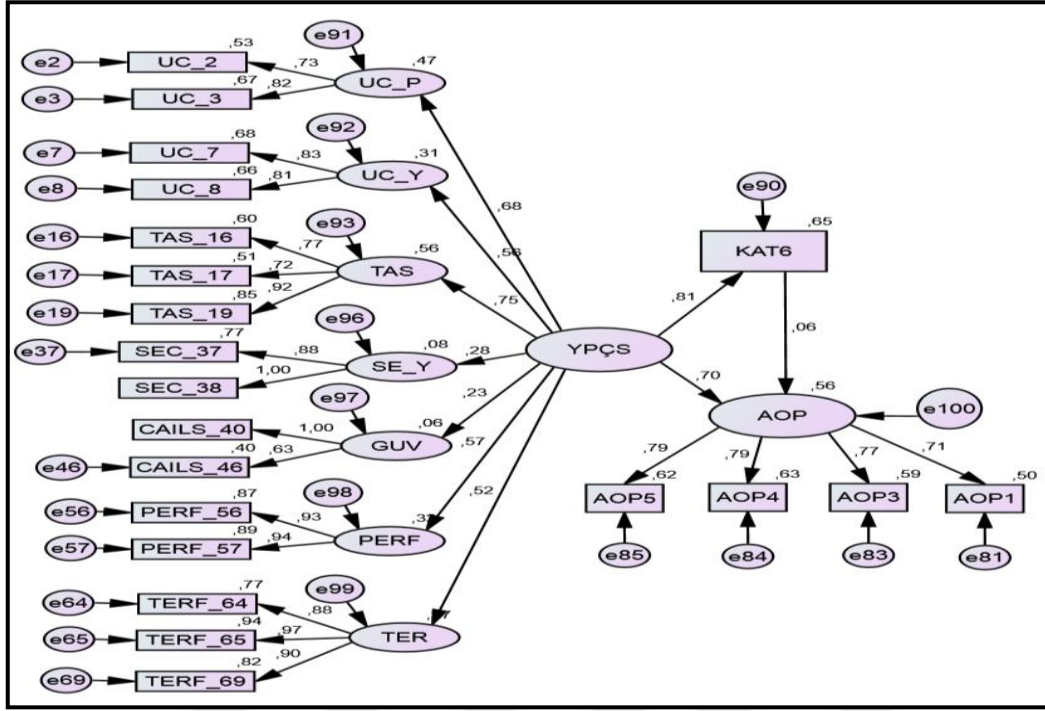 e91
,47
UC_P
e2
,53
UC_2
,73
e3
,67
UC_3
,82
e92
,31
UC_Y
e7
,68
UC_7
,83
e8
,66
UC_8
,81
e93
,56
TAS
e16
,60
TAS_16
,77
e17
,51
TAS_17
,72
e19
,85
TAS_19
,92
e96
,08
SE_Y
e37
,77
SEC_37
,88
SEC_38
1,00
e97
,06
GUV
CAILS_40
1,00
e46
,40
CAILS_46
,63
e98
PERF
e56
,87
PERF_56
,93
e57
,89
PERF_57
,94
e99
TER
e64
,77
TERF_64
,88
e65
,94
TERF_65
,97
e69
,82
TERF_69
,90
,68
,56
,75
,28
,23
,57
,52
YPÇS
,81
,70
e90
,65
KAT6
,06
,56
AOP
e100
,79
,79
,77
,71
,62
AOP5
,63
AOP4
,59
AOP3
,50
AOP1
e85
e84
e83
e81